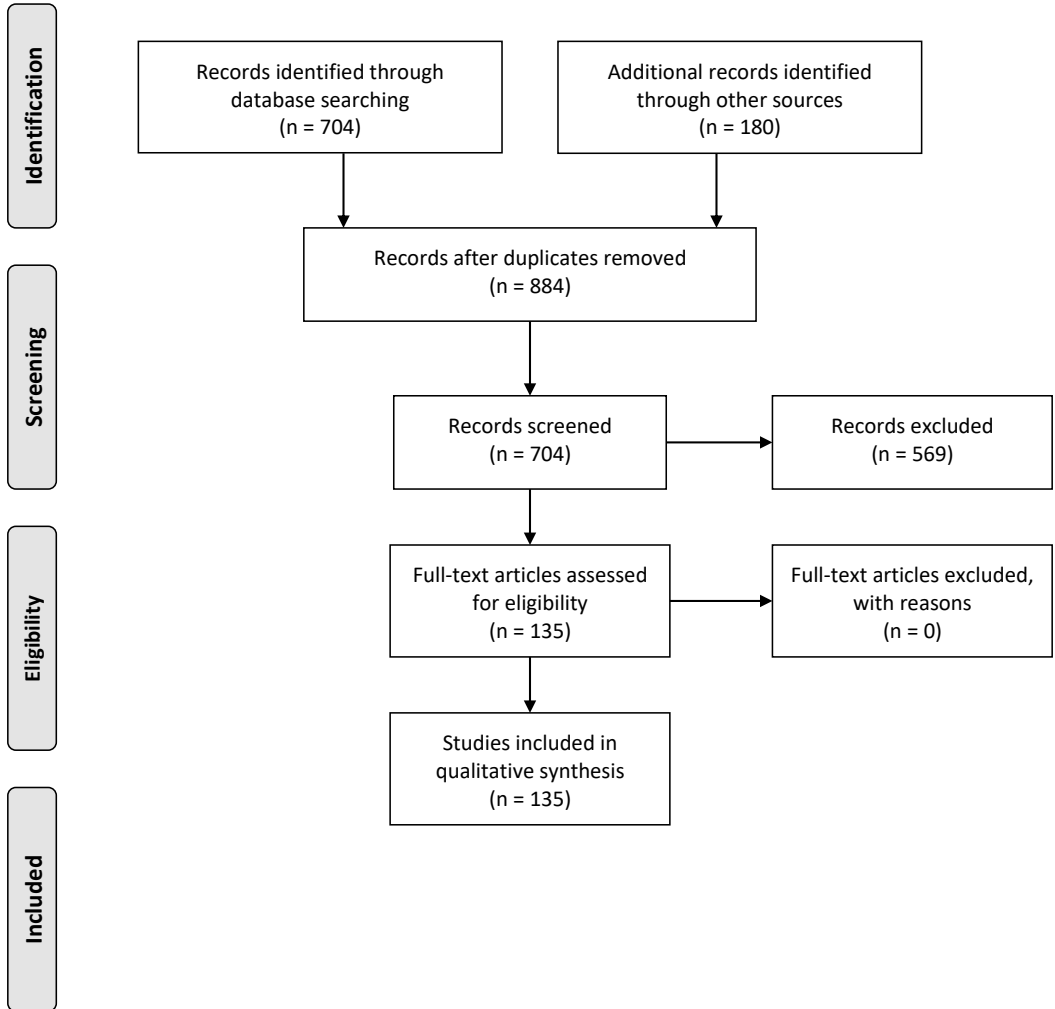 Identification
Records identified through
database searching
(n = 704)
Additional records identified
through other sources
(n = 180)
Records after duplicates removed
(n = 884)
Screening
Records screened
(n = 704)
Records excluded
(n = 569)
Eligibility
Full-text articles assessed
for eligibility
(n = 135)
Full-text articles excluded,
with reasons
(n = 0)
Studies included in
qualitative synthesis
(n = 135)
Included